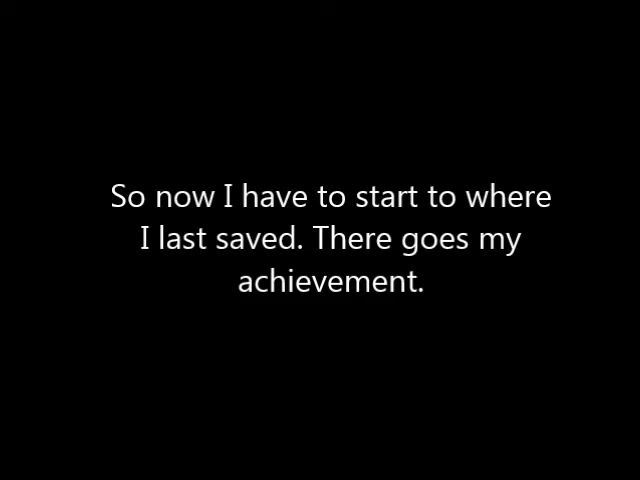 So now I have to start to where
I last saved. There goes my
achievement.